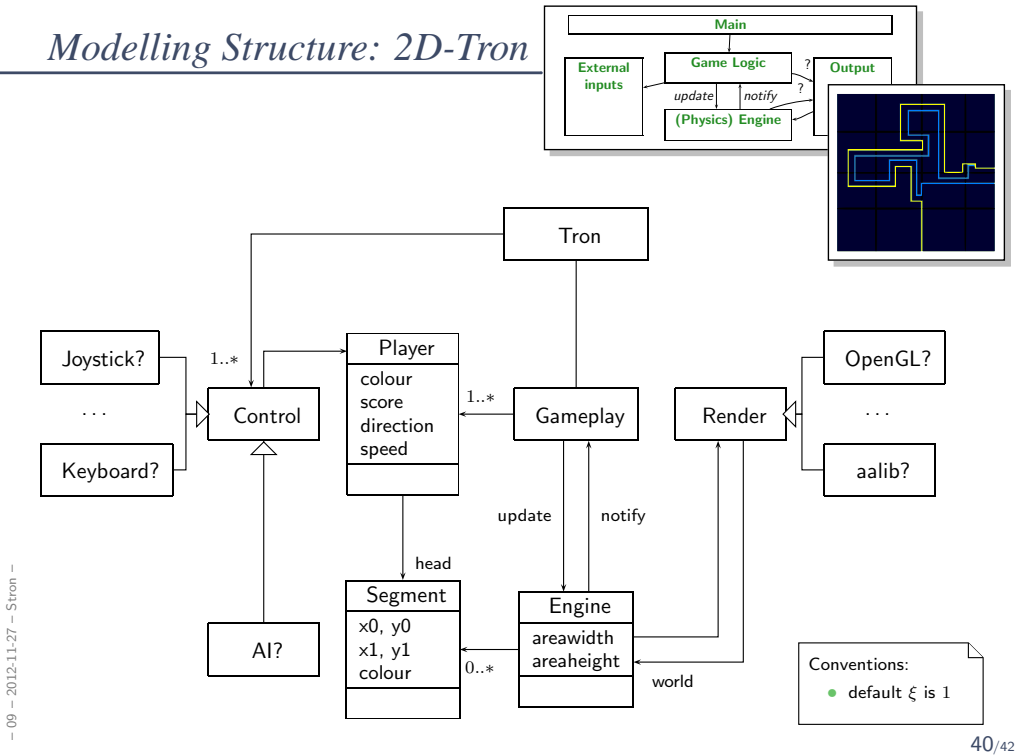 Modelling Structure: 2D-Tron
Main
External
inputs
Game Logic
?
Output
update
notify
?
(Physics) Engine
Tron
Joystick?
· · ·
Keyboard?
1..∗
Control
AI?
Player
colour
score
direction
speed
1..∗
Gameplay
Render
OpenGL?
· · ·
aalib?
update
notify
head
Segment
x0, y0
x1, y1
colour
0..∗
Engine
areawidth
areaheight
world
Conventions:
• default ξ is 1
– 09 – 2012-11-27 – Stron –
40/42